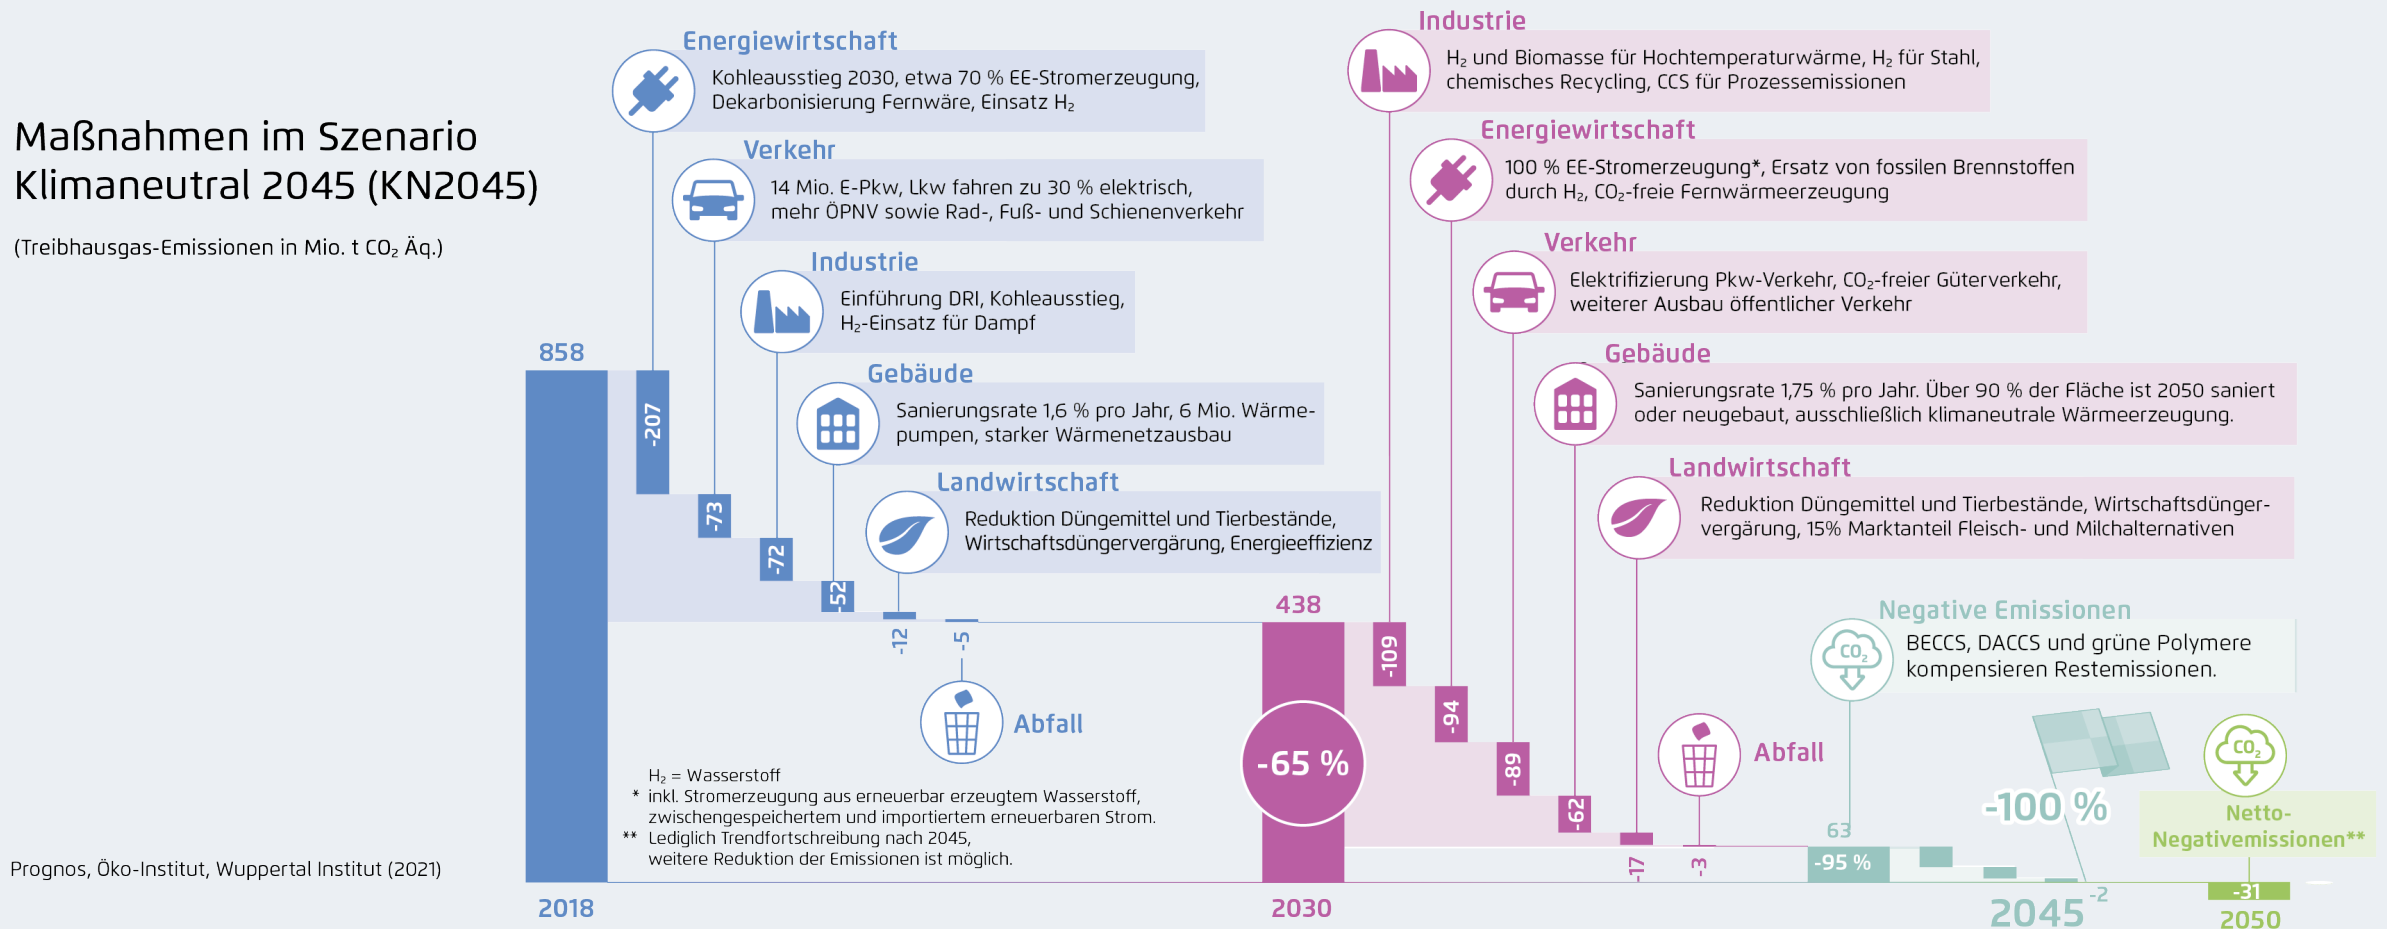 Maßnahmen im Szenario
Klimaneutral 2045 (KN2045)
(Treibhausgas-Emissionen in Mio. t CO₂ Äq.)
Energiewirtschaft
Kohleausstieg 2030, etwa 70 % EE-Stromerzeugung,
Dekarbonisierung Fernwäre, Einsatz H₂
Verkehr
14 Mio. E-Pkw, Lkw fahren zu 30 % elektrisch,
mehr ÖPNV sowie Rad-, Fuß- und Schienenverkehr
Industrie
Einführung DRI, Kohleausstieg,
H₂-Einsatz für Dampf
Gebäude
Sanierungsrate 1,6 % pro Jahr, 6 Mio. Wärme-
pumpen, starker Wärmenetzausbau
Landwirtschaft
Reduktion Düngemittel und Tierbestände,
Wirtschaftsdüngervergärung, Energieeffizienz
858
-207
-73
-72
-52
-12
-5
Abfall
2018
Industrie
H₂ und Biomasse für Hochtemperaturwärme, H₂ für Stahl,
chemisches Recycling, CCS für Prozessemissionen
Energiewirtschaft
100 % EE-Stromerzeugung*, Ersatz von fossilen Brennstoffen
durch H₂, CO₂-freie Fernwärmeerzeugung
Verkehr
Elektrifizierung Pkw-Verkehr, CO₂-freier Güterverkehr,
weiterer Ausbau öffentlicher Verkehr
Gebäude
Sanierungsrate 1,75 % pro Jahr. Über 90 % der Fläche ist 2050 saniert
oder neugebaut, ausschließlich klimaneutrale Wärmeerzeugung.
Landwirtschaft
Reduktion Düngemittel und Tierbestände, Wirtschaftsdünger-
vergärung, 15% Marktanteil Fleisch- und Milchalternativen
438
-65 %
-109
-94
-89
-62
-17
-3
Abfall
2030
Negative Emissionen
CO₂
BECCS, DACCS und grüne Polymere
kompensieren Restemissionen.
63
-95 %
-100 %
-2
2045
CO₂
Netto-
Negativemissionen**
-31
2050
H₂ = Wasserstoff
* inkl. Stromerzeugung aus erneuerbar erzeugtem Wasserstoff,
zwischengespeichertem und importiertem erneuerbaren Strom.
** Lediglich Trendfortschreibung nach 2045,
weitere Reduktion der Emissionen ist möglich.
Prognos, Öko-Institut, Wuppertal Institut (2021)